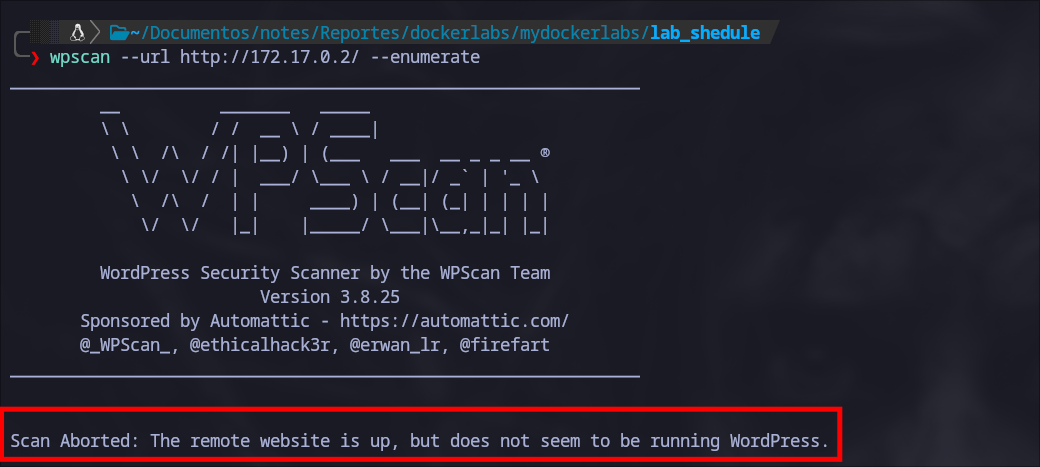 ~/Documentos/notes/Reportes/dockerlabs/mydockerlabs/lab_shedule
❯ wpscan --url http://172.17.0.2/ --enumerate
WPScan ®
WordPress Security Scanner by the WPScan Team
Version 3.8.25
Sponsored by Automattic - https://automattic.com/
@_WPScan_, @ethicalhack3r, @erwan_lr, @firefart
Scan Aborted: The remote website is up, but does not seem to be running WordPress.